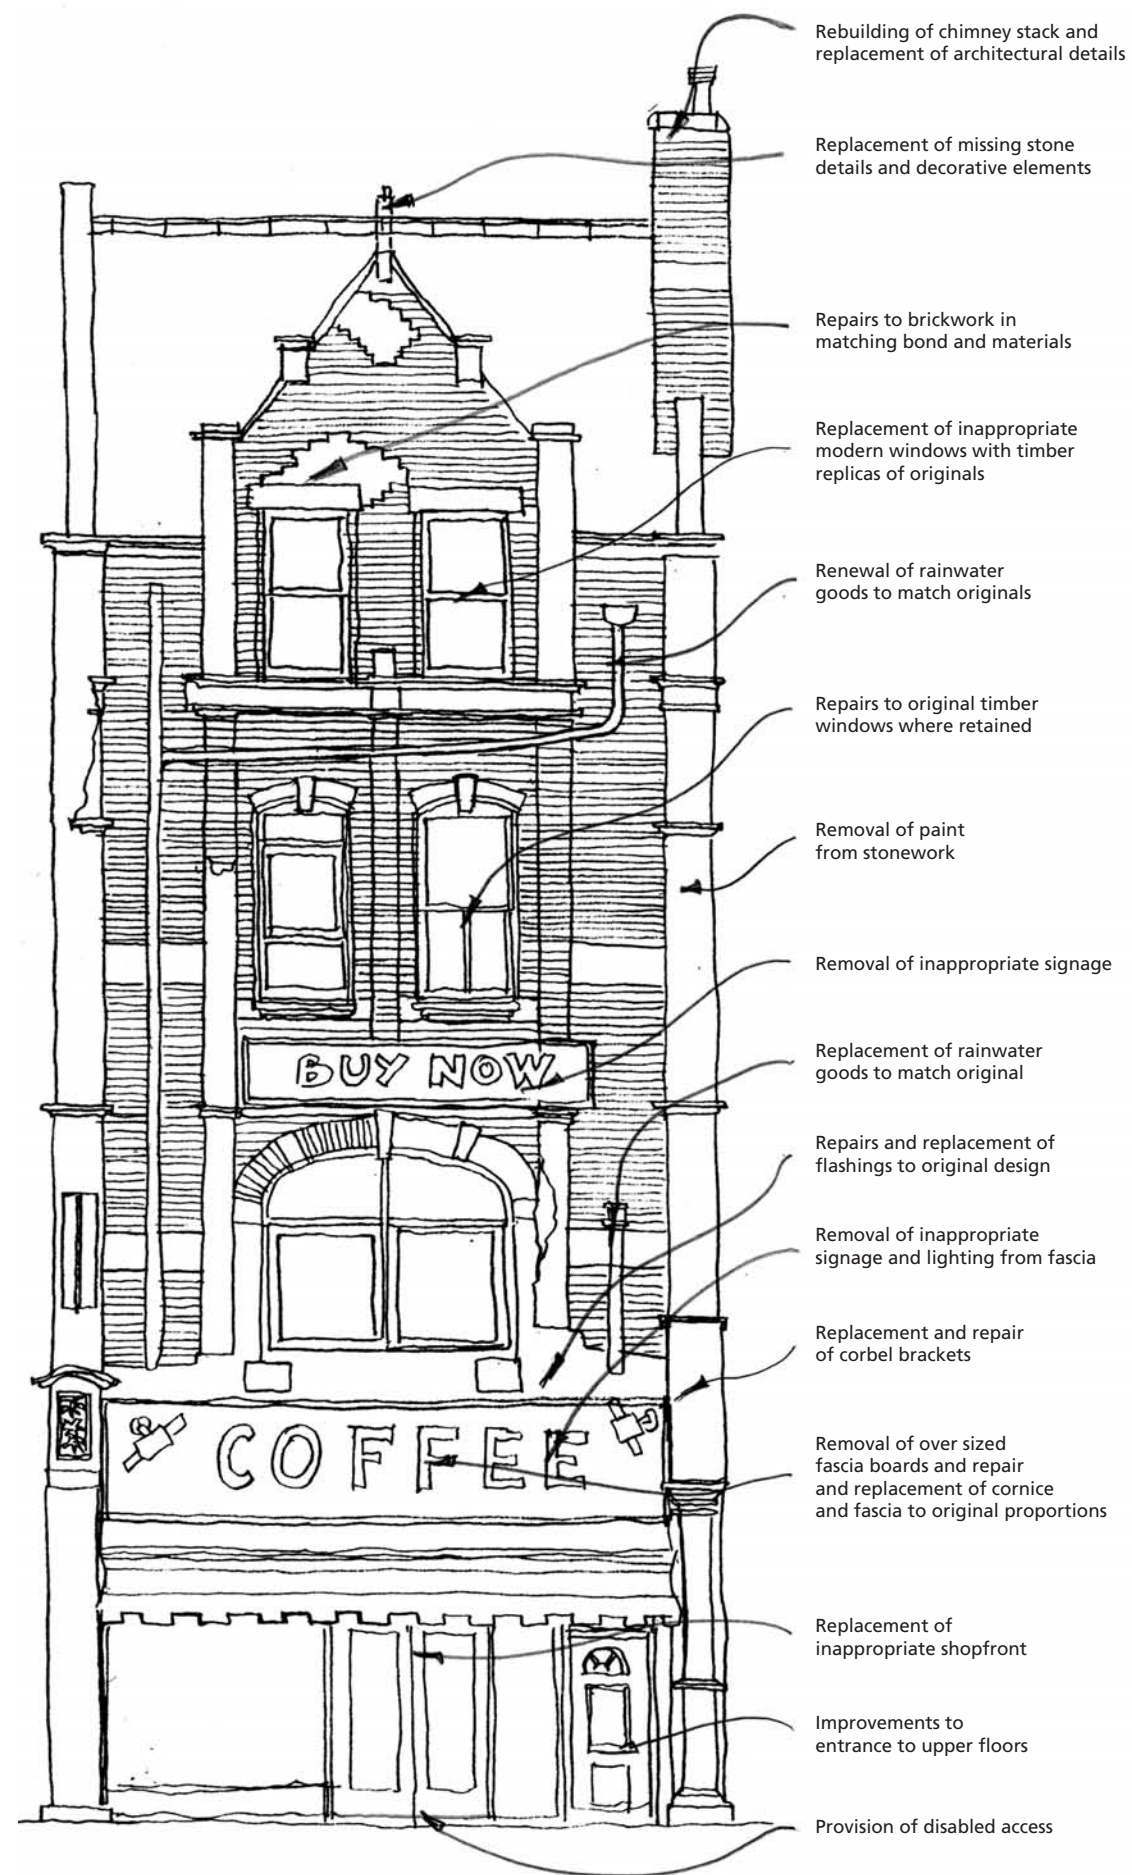 Rebuilding of chimney stack and
replacement of architectural details
Replacement of missing stone
details and decorative elements
Repairs to brickwork in
matching bond and materials
Replacement of inappropriate
modern windows with timber
replicas of originals
Renewal of rainwater
goods to match originals
Repairs to original timber
windows where retained
Removal of paint
from stonework
Removal of inappropriate signage
BUY NOW
Replacement of rainwater
goods to match original
Repairs and replacement of
flashings to original design
Removal of inappropriate
signage and lighting from fascia
Replacement and repair
of corbel brackets
COFFEE
Removal of over sized
fascia boards and repair
and replacement of cornice
and fascia to original proportions
Replacement of
inappropriate shopfront
Improvements to
entrance to upper floors
Provision of disabled access